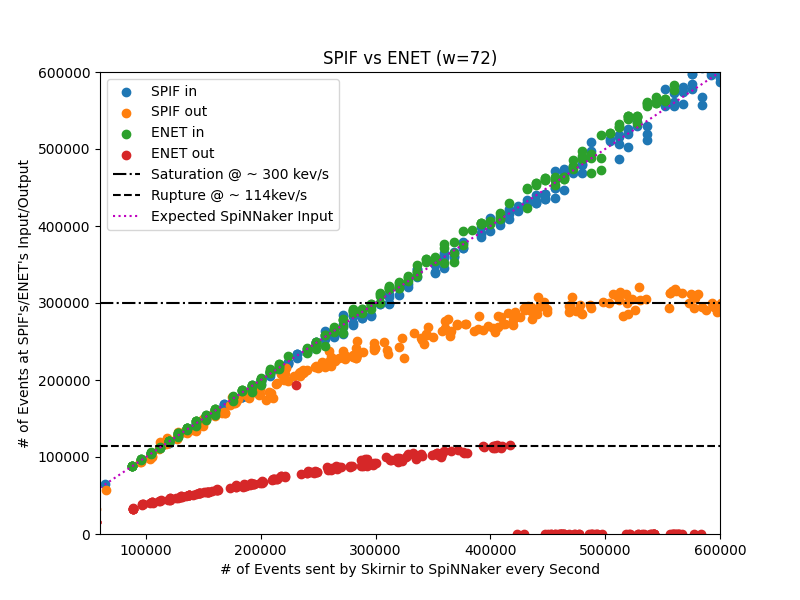 SPIF vs ENET (w=72)
SPIF in
SPIF out
ENET in
ENET out
Saturation @ ~ 300 kev/s
Rupture @ ~ 114kev/s
Expected SpiNNaker Input
# of Events at SPIF's/ENET's Input/Output
600000
500000
400000
300000
200000
100000
0
100000 200000 300000 400000 500000 600000
# of Events sent by Skirnir to SpiNNaker every Second